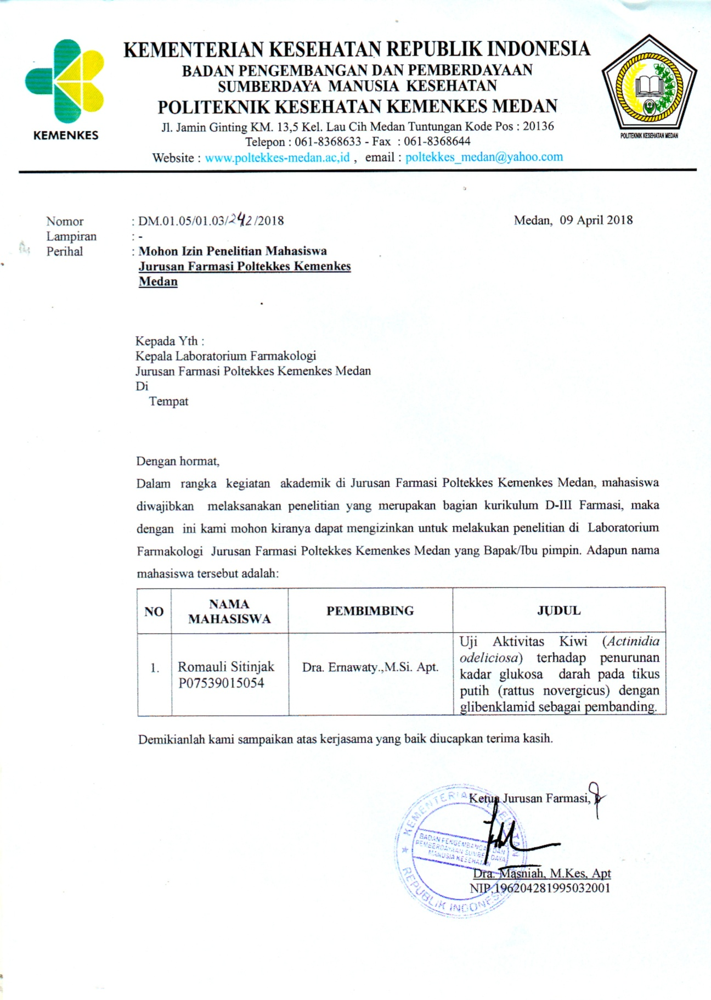 KEMENTERIAN KESEHATAN REPUBLIK INDONESIA
BADAN PENGEMBANGAN DAN PEMBERDAYAAN
SUMBERDAYA MANUSIA KESEHATAN
POLITEKNIK KESEHATAN KEMENKES MEDAN
Jl. Jamin Ginting KM. 13,5 Kel. Lau Cih Medan Tuntungan Kode Pos : 20136
Telepon : 061-8368633 - Fax : 061-8368644
Website : www.poltekkes-medan.ac,id , email : poltekkes_medan@yahoo.com
KEMENKES
POLITEKNIK KESEHATAN MEDAN
Nomor : DM.01.05/01.03/242/2018
Medan, 09 April 2018
Lampiran : -
Perihal : Mohon Izin Penelitian Mahasiswa
Jurusan Farmasi Poltekkes Kemenkes
Medan
Kepada Yth :
Kepala Laboratorium Farmakologi
Jurusan Farmasi Poltekkes Kemenkes Medan
Di
Tempat
Dengan hormat,
Dalam rangka kegiatan akademik di Jurusan Farmasi Poltekkes Kemenkes Medan, mahasiswa
diwajibkan melaksanakan penelitian yang merupakan bagian kurikulum D-III Farmasi, maka
dengan ini kami mohon kiranya dapat mengizinkan untuk melakukan penelitian di Laboratorium
Farmakologi Jurusan Farmasi Poltekkes Kemenkes Medan yang Bapak/Ibu pimpin. Adapun nama
mahasiswa tersebut adalah:
NO
NAMA
MAHASISWA
PEMBIMBING
JUDUL
1.
Romauli Sitinjak
P07539015054
Dra. Ernawaty.,M.Si. Apt.
Uji Aktivitas Kiwi (Actinidia
odeliciosa) terhadap penurunan
kadar glukosa darah pada tikus
putih (rattus novergicus) dengan
glibenklamid sebagai pembanding.
Demikianlah kami sampaikan atas kerjasama yang baik diucapkan terima kasih.
Ketua Jurusan Farmasi,
KEMENTERIAN KESEHATAN
BADAN PENGEMBANGAN DAN
PEMBERDAYAAN SUMBER DAYA
MANUSIA KESEHATAN
REPUBLIK INDONESIA
Dra. Masniah, M.Kes, Apt
NIP.196204281995032001